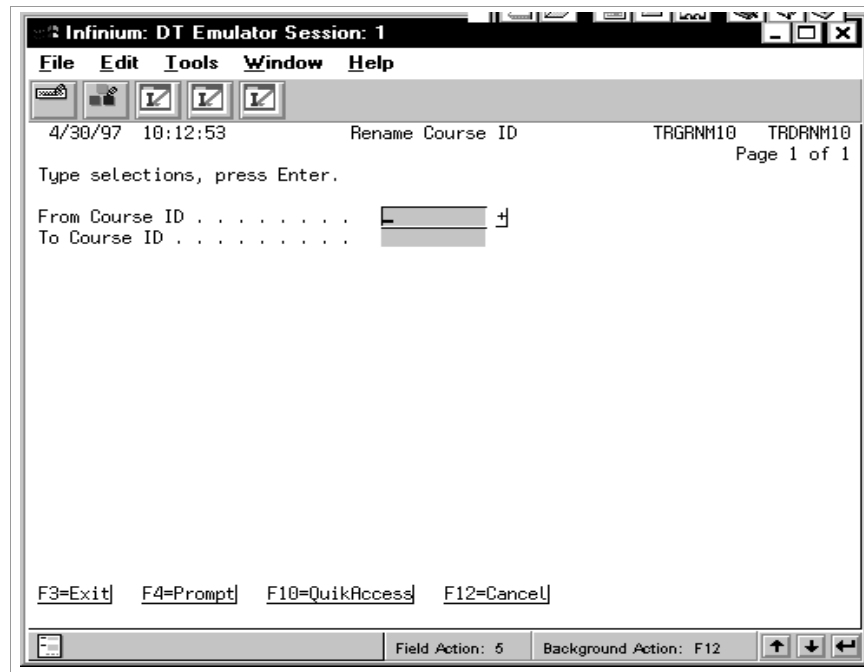 Infinium: DT Emulator Session: 1
File Edit Tools Window Help
4/30/97 10:12:53 Rename Course ID TRGRNM10 TRDRNM10
Page 1 of 1
Type selections, press Enter.
From Course ID . . . . . . . . +
To Course ID . . . . . . . . .
F3=Exit F4=Prompt F10=QuikAccess F12=Cancel
Field Action: 5 Background Action: F12